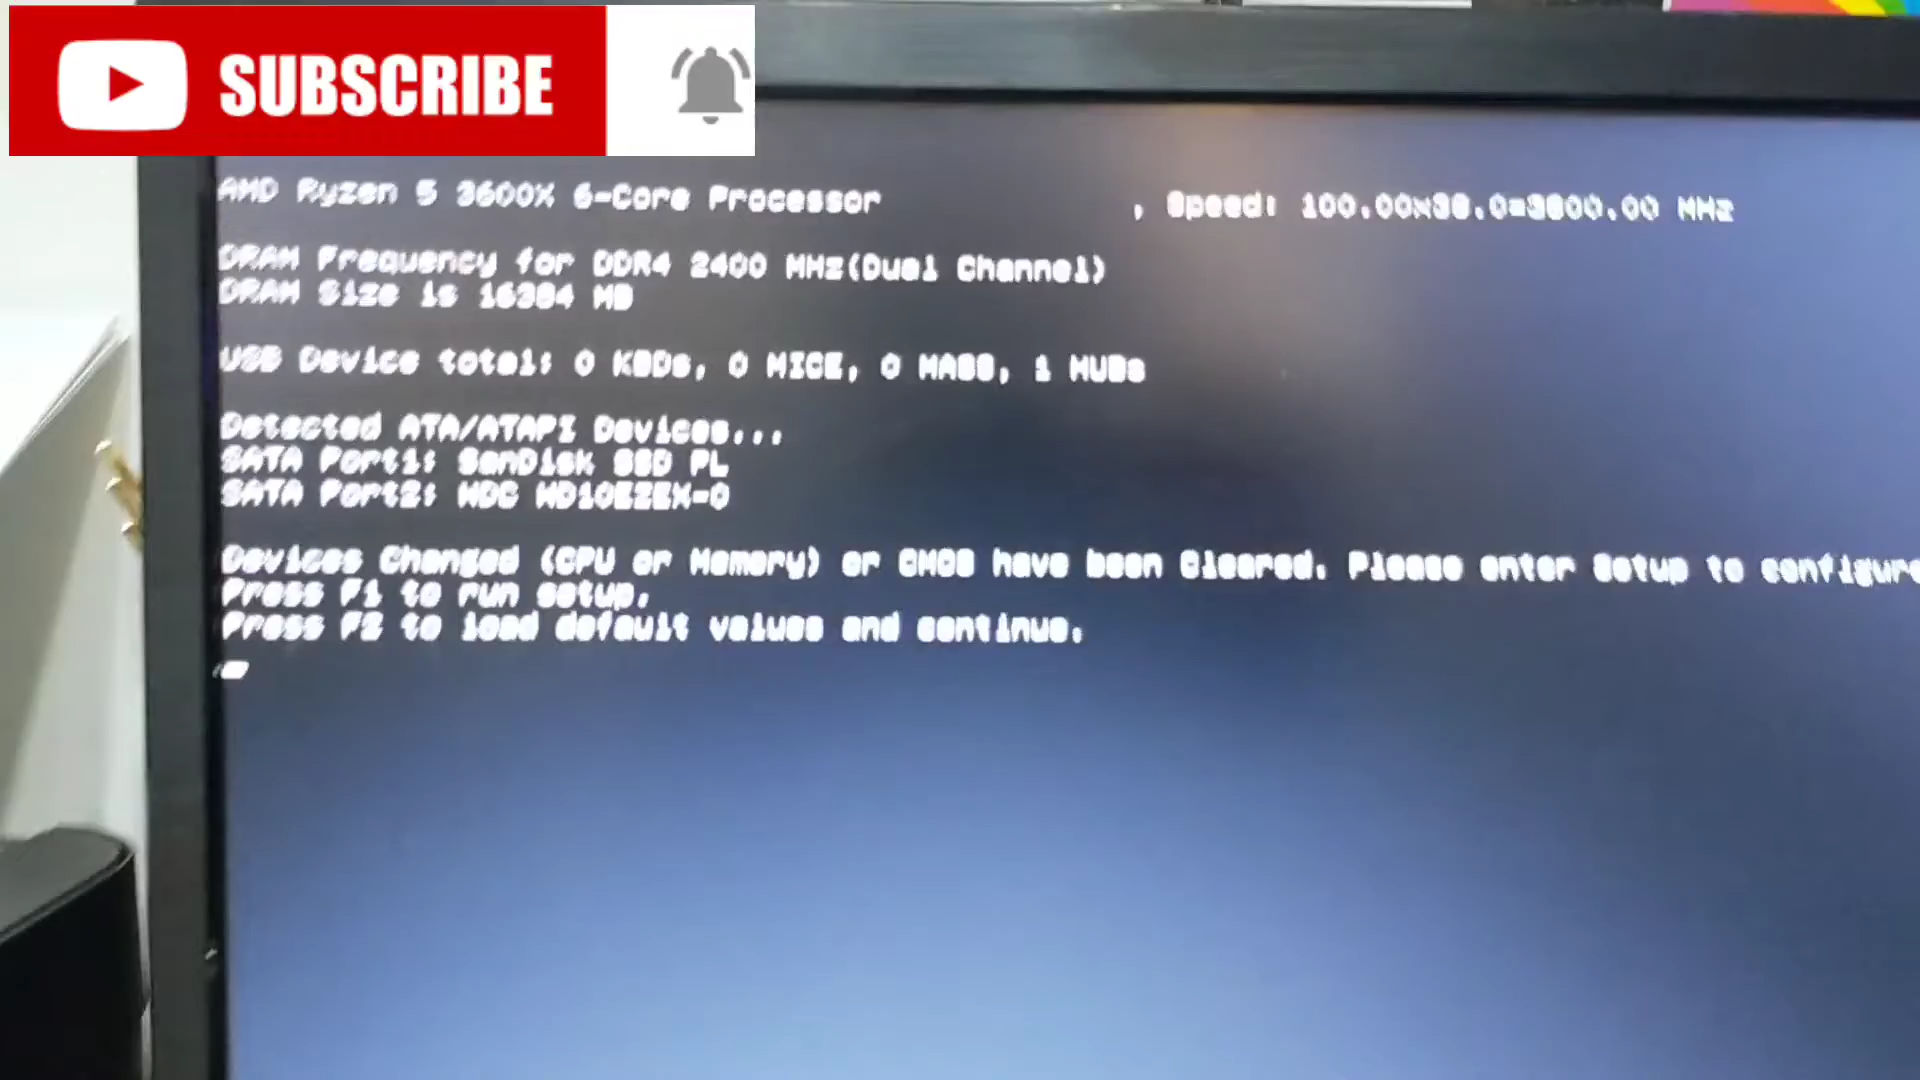 SUBSCRIBE
AMD Ryzen 5 3600X 6-Core Processor , Speed: 100.00x38.0=3800.00 MHz
DRAM Frequency for DDR4 2400 MHz(Dual Channel)
DRAM Size is 16384 MB
USB Device total: 0 KBDs, 0 MICE, 0 MASS, 1 HUBs
Detected ATA/ATAPI Devices...
SATA Port1: SanDisk SSD PL
SATA Port2: WDC WD10EZEX-0
Devices Changed (CPU or Memory) or CMOS have been Cleared. Please enter Setup to configure
Press F1 to run setup.
Press F2 to load default values and continue.